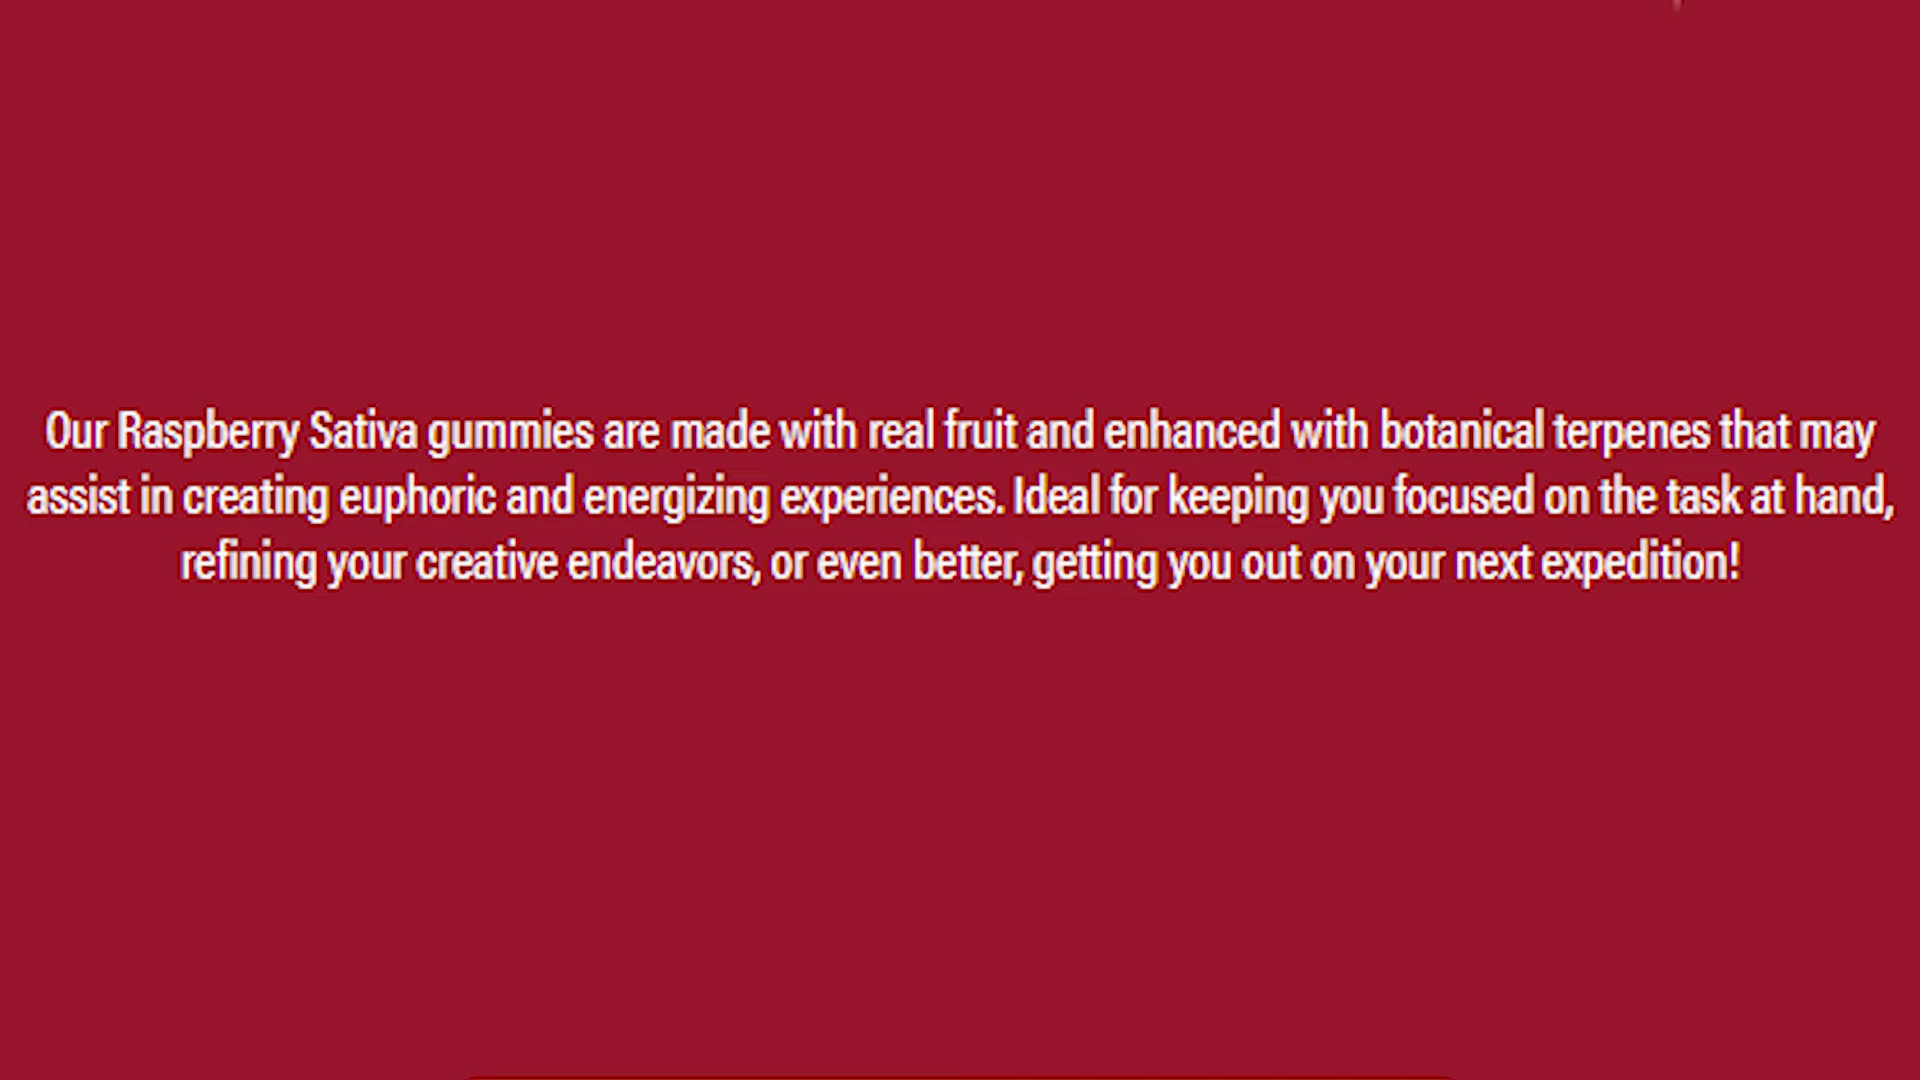 Our Raspberry Sativa gummies are made with real fruit and enhanced with botanical terpenes that may
assist in creating euphoric and energizing experiences. Ideal for keeping you focused on the task at hand,
refining your creative endeavors, or even better, getting you out on your next expedition!